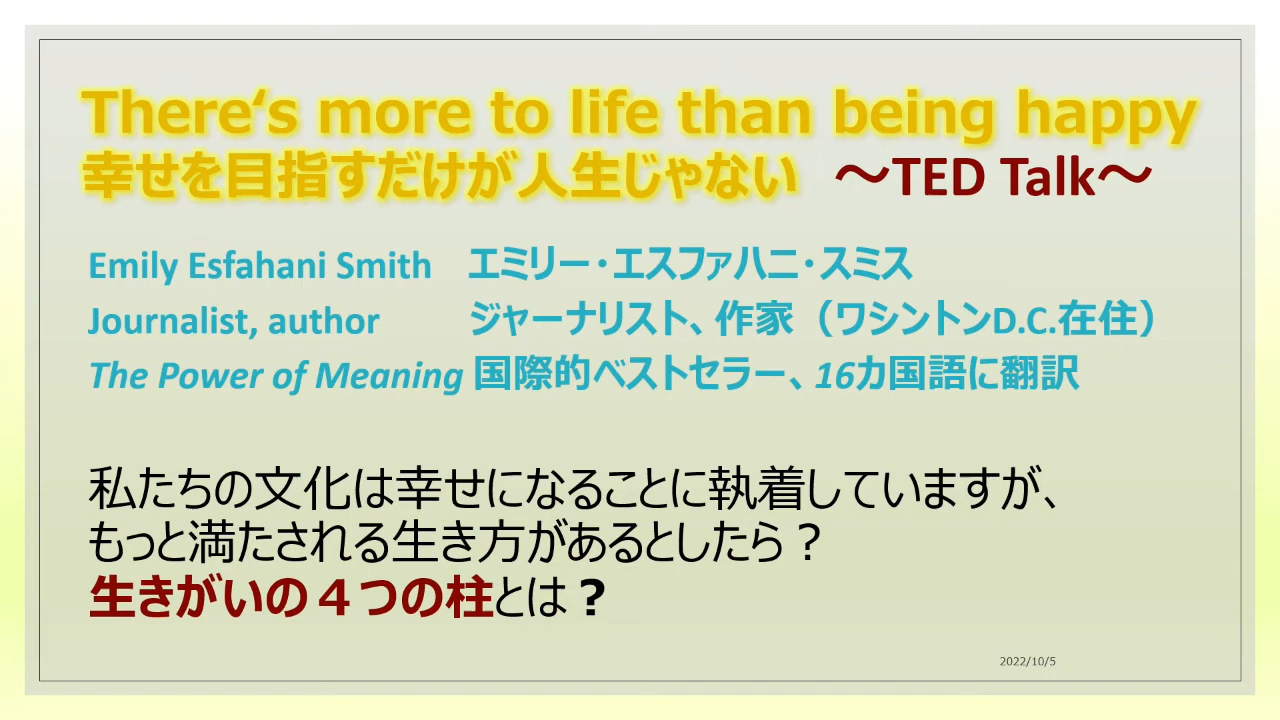 There‘s more to life than being happy
幸せを目指すだけが人生じゃない ～TED Talk～
Emily Esfahani Smith エミリー・エスファハニ・スミス
Journalist, author ジャーナリスト、作家（ワシントンD.C.在住）
The Power of Meaning 国際的ベストセラー、16カ国語に翻訳
私たちの文化は幸せになることに執着していますが、
もっと満たされる生き方があるとしたら？
生きがいの４つの柱とは？
2022/10/5